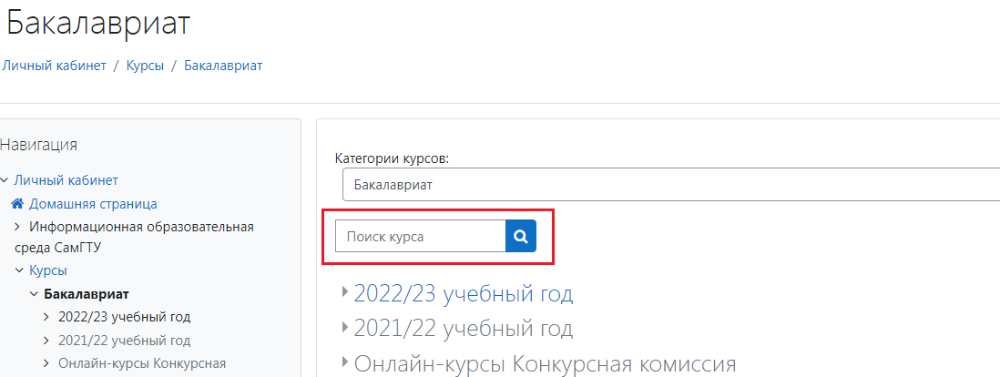 Бакалавриат
Личный кабинет / Курсы / Бакалавриат
Навигация
Личный кабинет
Домашняя страница
Информационная образовательная
среда СамГТУ
Курсы
Бакалавриат
2022/23 учебный год
2021/22 учебный год
Онлайн-курсы Конкурсная
Категории курсов:
Бакалавриат
Поиск курса
2022/23 учебный год
2021/22 учебный год
Онлайн-курсы Конкурсная комиссия